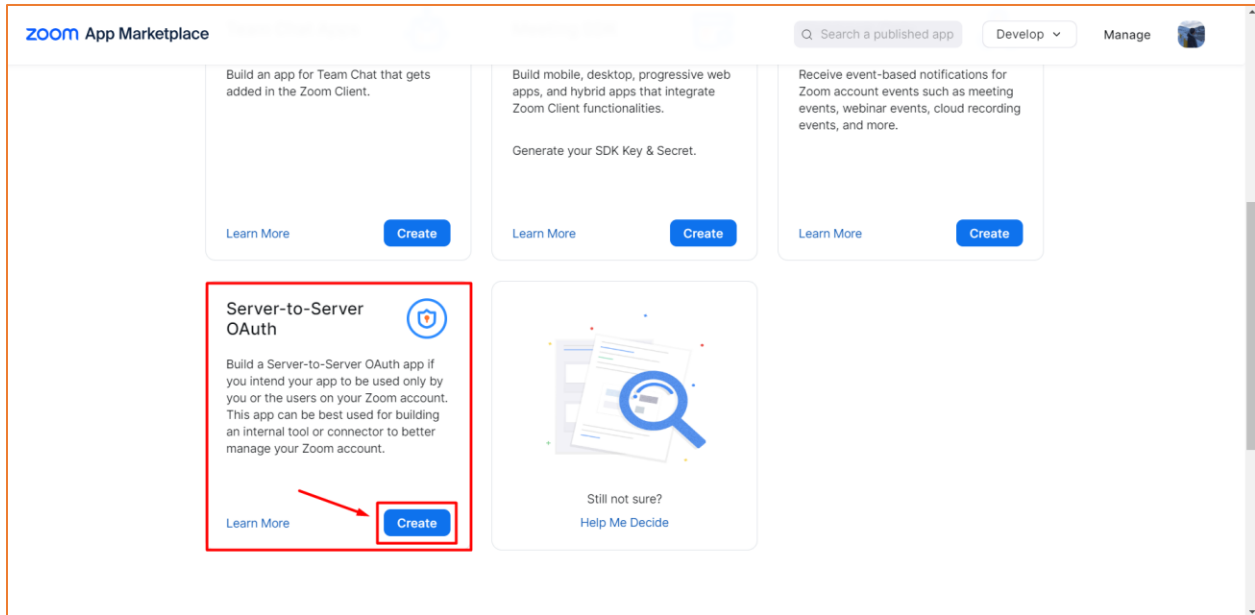 zoom App Marketplace
Search a published app
Develop
Manage
Build an app for Team Chat that gets
added in the Zoom Client.
Learn More
Create
Build mobile, desktop, progressive web
apps, and hybrid apps that integrate
Zoom Client functionalities.
Generate your SDK Key & Secret.
Learn More
Create
Receive event-based notifications for
Zoom account events such as meeting
events, webinar events, cloud recording
events, and more.
Learn More
Create
Server-to-Server
OAuth
Build a Server-to-Server OAuth app if
you intend your app to be used only by
you or the users on your Zoom account.
This app can be best used for building
an internal tool or connector to better
manage your Zoom account.
Learn More
Create
Still not sure?
Help Me Decide